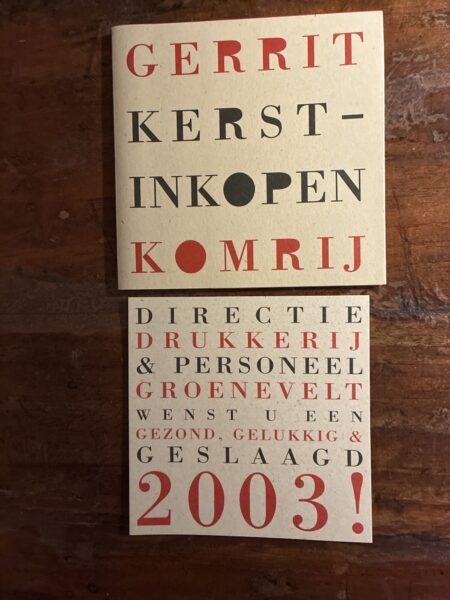 GERRIT
KERST-
INKOPEN
KOMRIJ
DIRECTIE
DRUKKERIJ
& PERSONEEL
GROENEVELT
WENST U EEN
GEZOND, GELUKKIG &
GESLAAGD
2003!